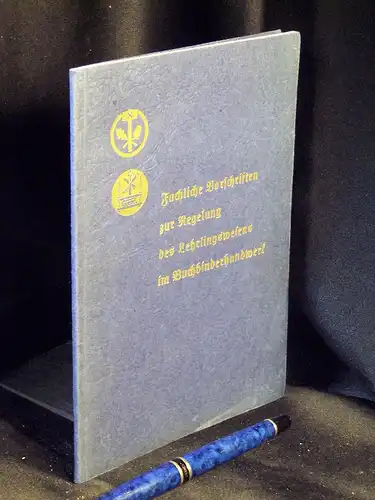 Fachliche Vorschriften
zur Regelung
des Lehrlingswesens
im Buchbinderhandwerk